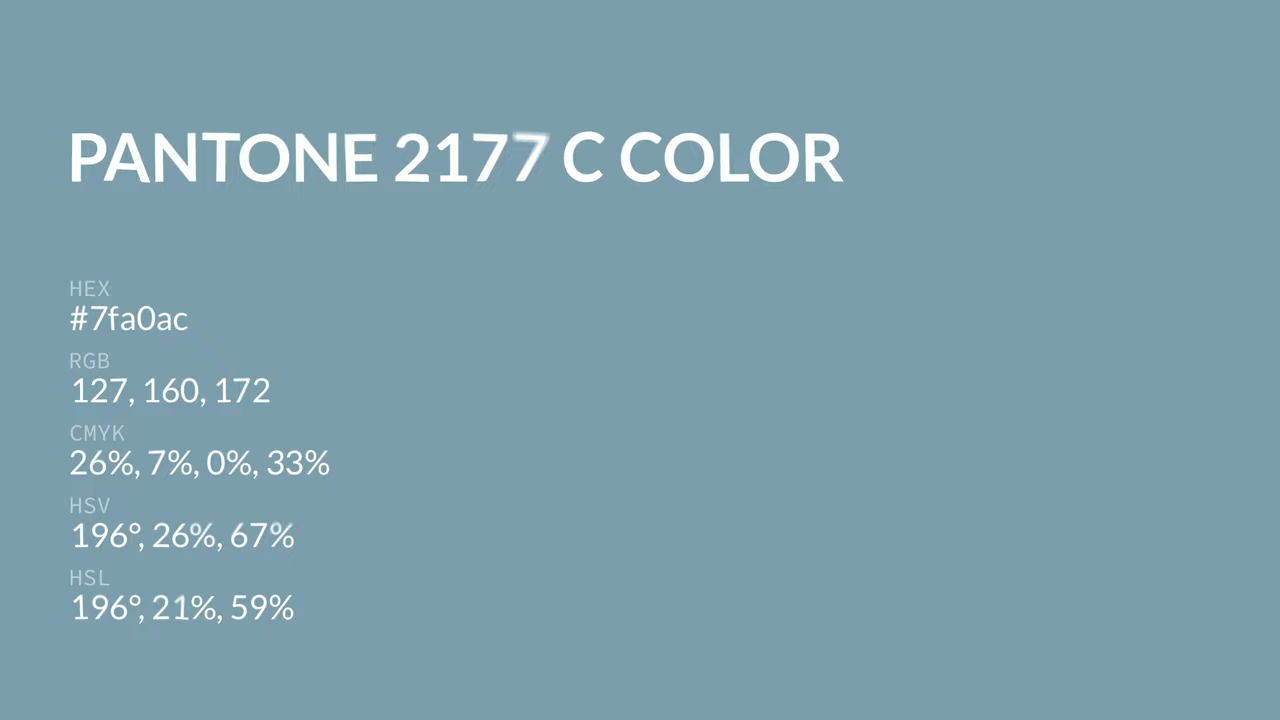 PANTONE 2177 C COLOR
HEX
#7fa0ac
RGB
127, 160, 172
CMYK
26%, 7%, 0%, 33%
HSV
196°, 26%, 67%
HSL
196°, 21%, 59%